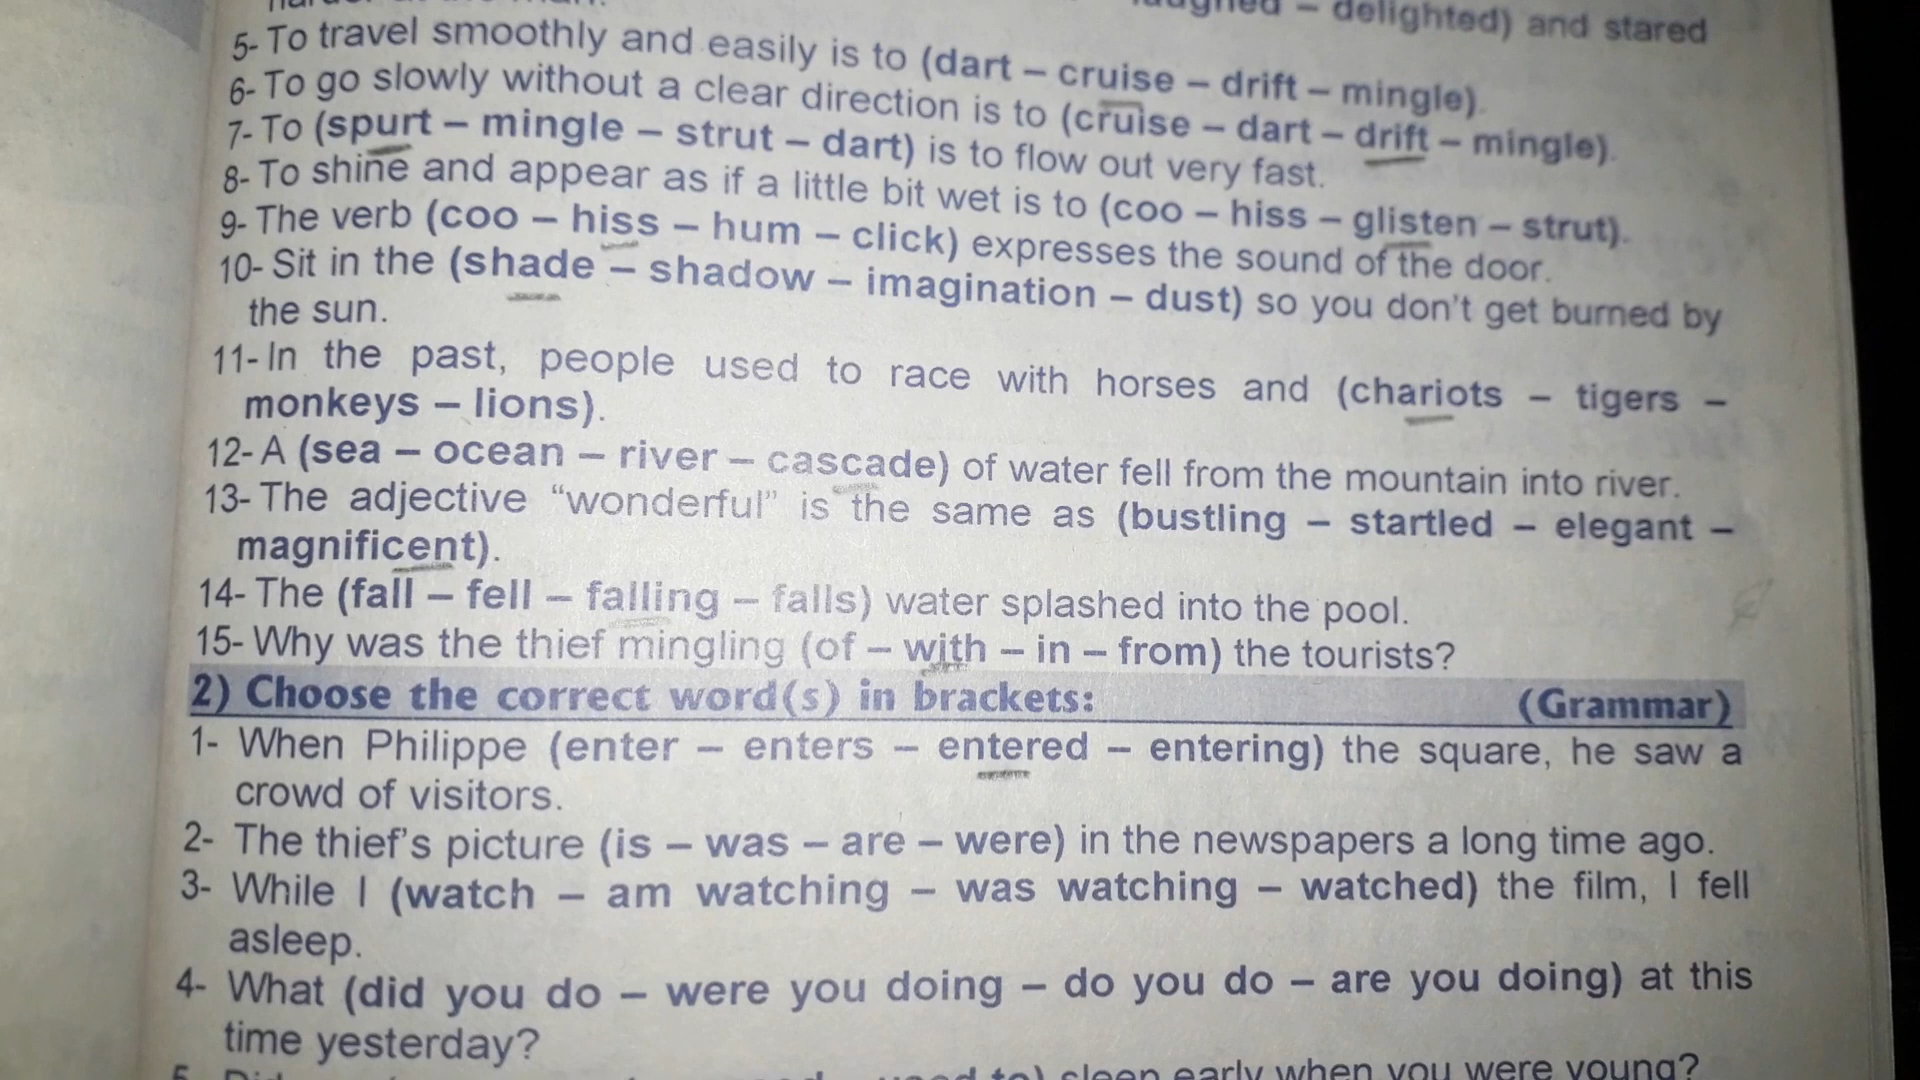 delighted) and stared
5- To travel smoothly and easily is to (dart – cruise – drift – mingle).
6- To go slowly without a clear direction is to (cruise – dart – drift – mingle).
7- To (spurt – mingle – strut – dart) is to flow out very fast.
8- To shine and appear as if a little bit wet is to (coo – hiss – glisten – strut).
9- The verb (coo – hiss – hum – click) expresses the sound of the door.
10- Sit in the (shade – shadow – imagination – dust) so you don't get burned by
the sun.
11- In the past, people used to race with horses and (chariots – tigers –
monkeys – lions).
12- A (sea – ocean – river – cascade) of water fell from the mountain into river.
13- The adjective “wonderful” is the same as (bustling – startled – elegant –
magnificent).
14- The (fall – fell – falling – falls) water splashed into the pool.
15- Why was the thief mingling (of – with – in – from) the tourists?
2) Choose the correct word(s) in brackets: (Grammar)
1- When Philippe (enter – enters – entered – entering) the square, he saw a
crowd of visitors.
2- The thief's picture (is – was – are – were) in the newspapers a long time ago.
3- While I (watch – am watching – was watching – watched) the film, I fell
asleep.
4- What (did you do – were you doing – do you do – are you doing) at this
time yesterday?
to) sleep early when you were young?